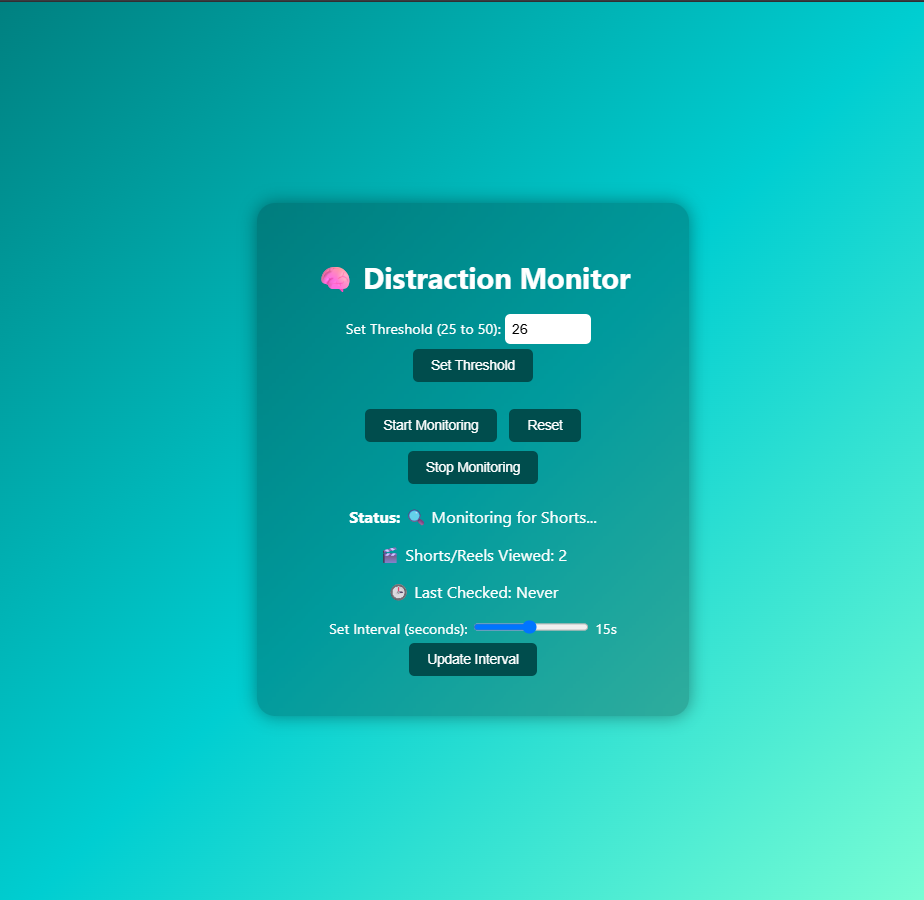 🧠 Distraction Monitor
Set Threshold (25 to 50): 26
Set Threshold
Start Monitoring Reset
Stop Monitoring
Status: 🔍 Monitoring for Shorts...
🎬 Shorts/Reels Viewed: 2
🕒 Last Checked: Never
Set Interval (seconds): 15s
Update Interval